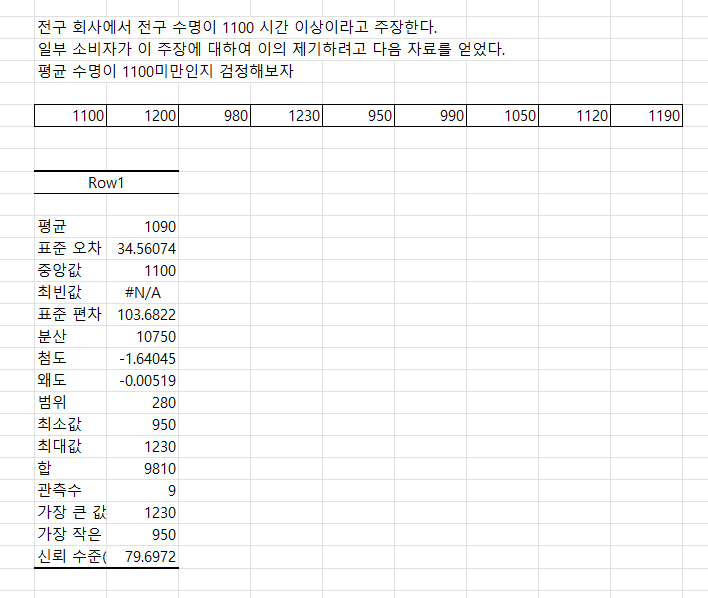 전구 회사에서 전구 수명이 1100 시간 이상이라고 주장한다.
일부 소비자가 이 주장에 대하여 이의 제기하려고 다음 자료를 얻었다.
평균 수명이 1100미만인지 검정해보자
1100 1200 980 1230 950 990 1050 1120 1190
Row1
평균 1090
표준 오차 34.56074
중앙값 1100
최빈값 #N/A
표준 편차 103.6822
분산 10750
첨도 -1.64045
왜도 -0.00519
범위 280
최소값 950
최대값 1230
합 9810
관측수 9
가장 큰 값 1230
가장 작은 950
신뢰 수준( 79.6972